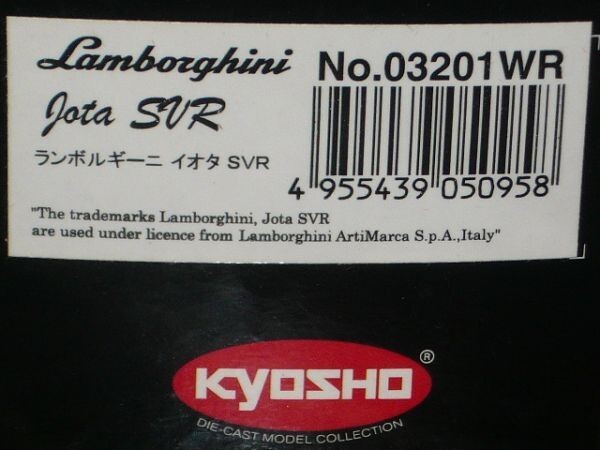 Lamborghini
No.03201WR
Jota SVR
ランボルギーニ イオタ SVR
4 955439 050958
"The trademarks Lamborghini, Jota SVR
are used under licence from Lamborghini ArtiMarca S.p.A.,Italy"
KYOSHO ®
DIE-CAST MODEL COLLECTION